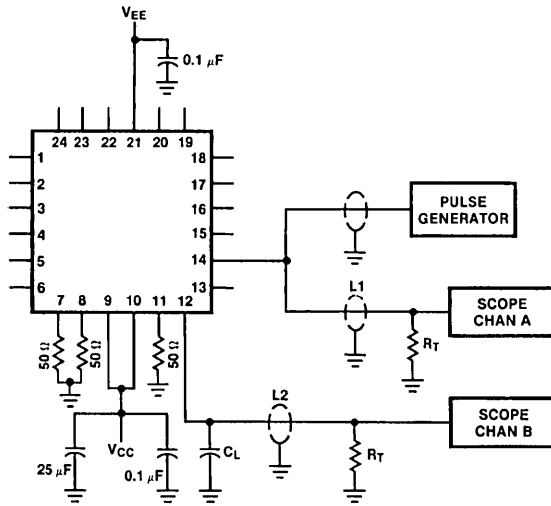 VEE
0.1 µF
24 23 22 21 20 19
1 18
2 17
3 16
4 15
5 14
6 13
7 8 9 10 11 12
PULSE
GENERATOR
L1
SCOPE
CHAN A
RT
50 Ω
50 Ω
50 Ω
L2
SCOPE
CHAN B
25 µF
VCC
0.1 µF
CL
RT